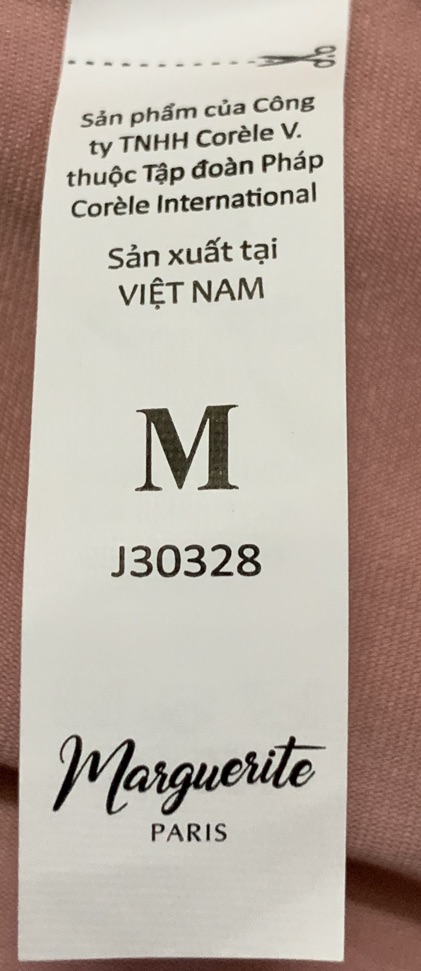 Sản phẩm của Công
ty TNHH Corèle V.
thuộc Tập đoàn Pháp
Corèle International
Sản xuất tại
VIỆT NAM
M
J30328
Marguerite
PARIS